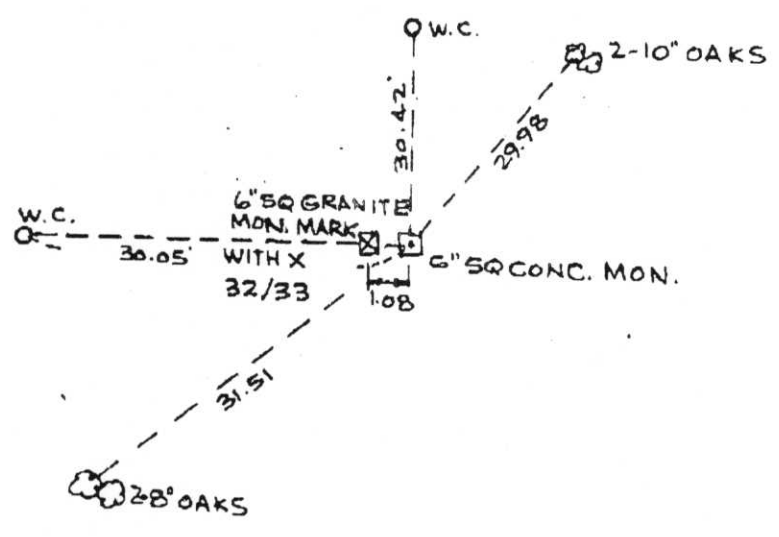 W.C.
2-10" OAKS
30.42'
29.98
6" SQ GRANITE
MON. MARK
WITH X
32/33
W.C.
30.05'
6" SQ CONC. MON.
1.08
31.51
2-8" OAKS